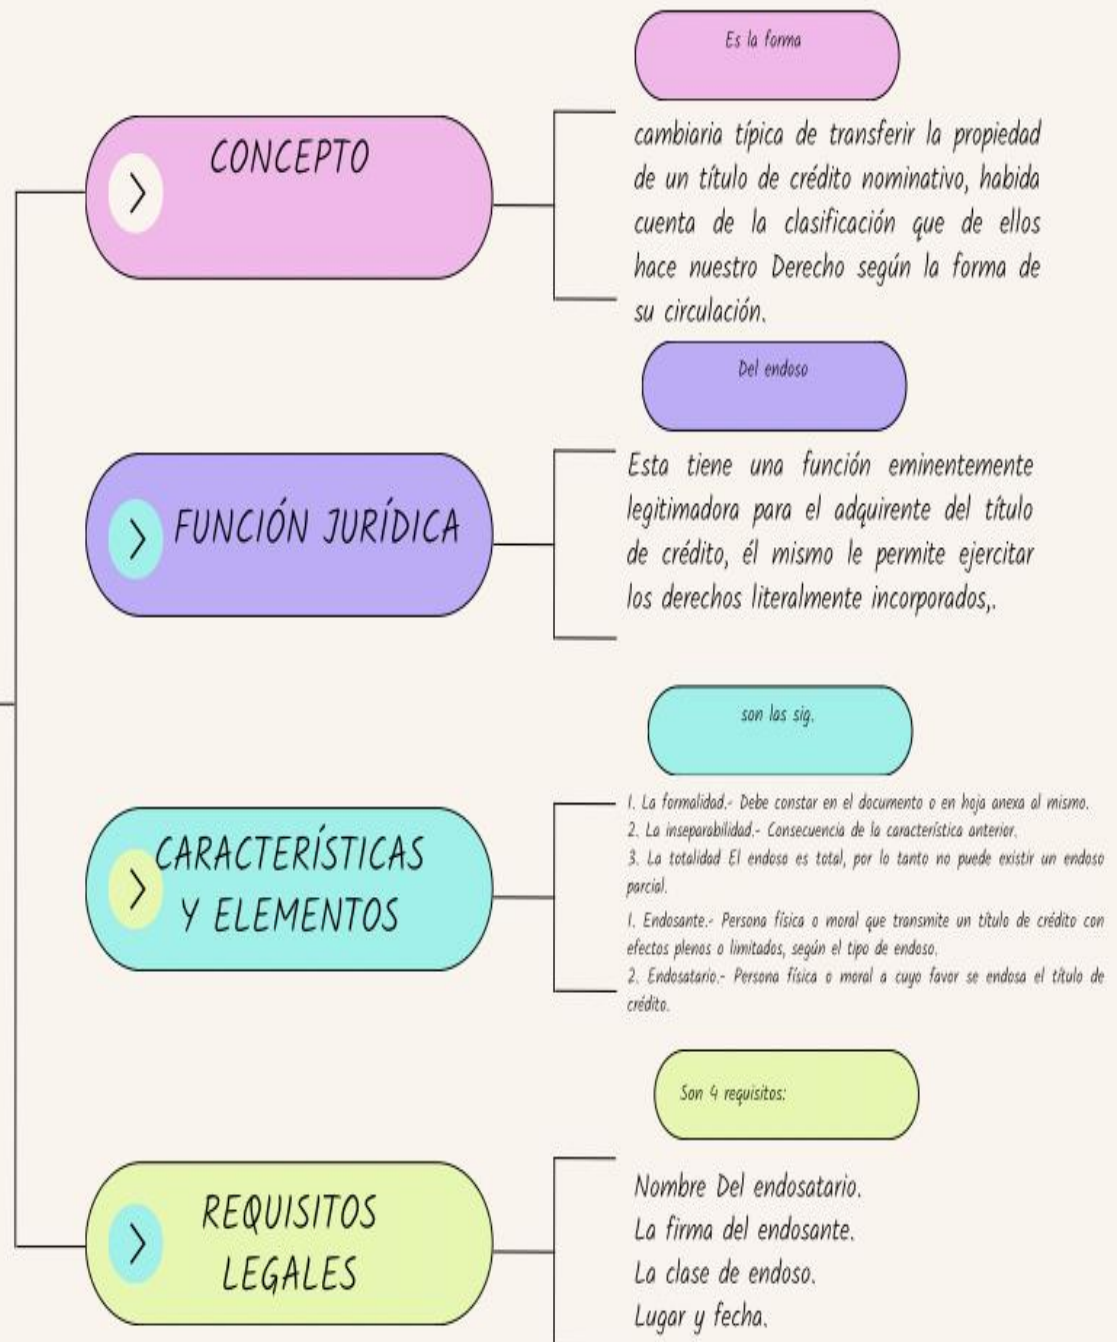 CONCEPTO
Es la forma
cambiaria típica de transferir la propiedad
de un título de crédito nominativo, habida
cuenta de la clasificación que de ellos
hace nuestro Derecho según la forma de
su circulación.
FUNCIÓN JURÍDICA
Del endoso
Esta tiene una función eminentemente
legitimadora para el adquirente del título
de crédito, él mismo le permite ejercitar
los derechos literalmente incorporados,.
CARACTERÍSTICAS
Y ELEMENTOS
son las sig.
1. La formalidad.- Debe constar en el documento o en hoja anexa al mismo.
2. La inseparabilidad.- Consecuencia de la característica anterior.
3. La totalidad El endoso es total, por lo tanto no puede existir un endoso
parcial.
1. Endosante.- Persona física o moral que transmite un título de crédito con
efectos plenos o limitados, según el tipo de endoso.
2. Endosatario.- Persona física o moral a cuyo favor se endosa el título de
crédito.
REQUISITOS
LEGALES
Son 4 requisitos:
Nombre Del endosatario.
La firma del endosante.
La clase de endoso.
Lugar y fecha.